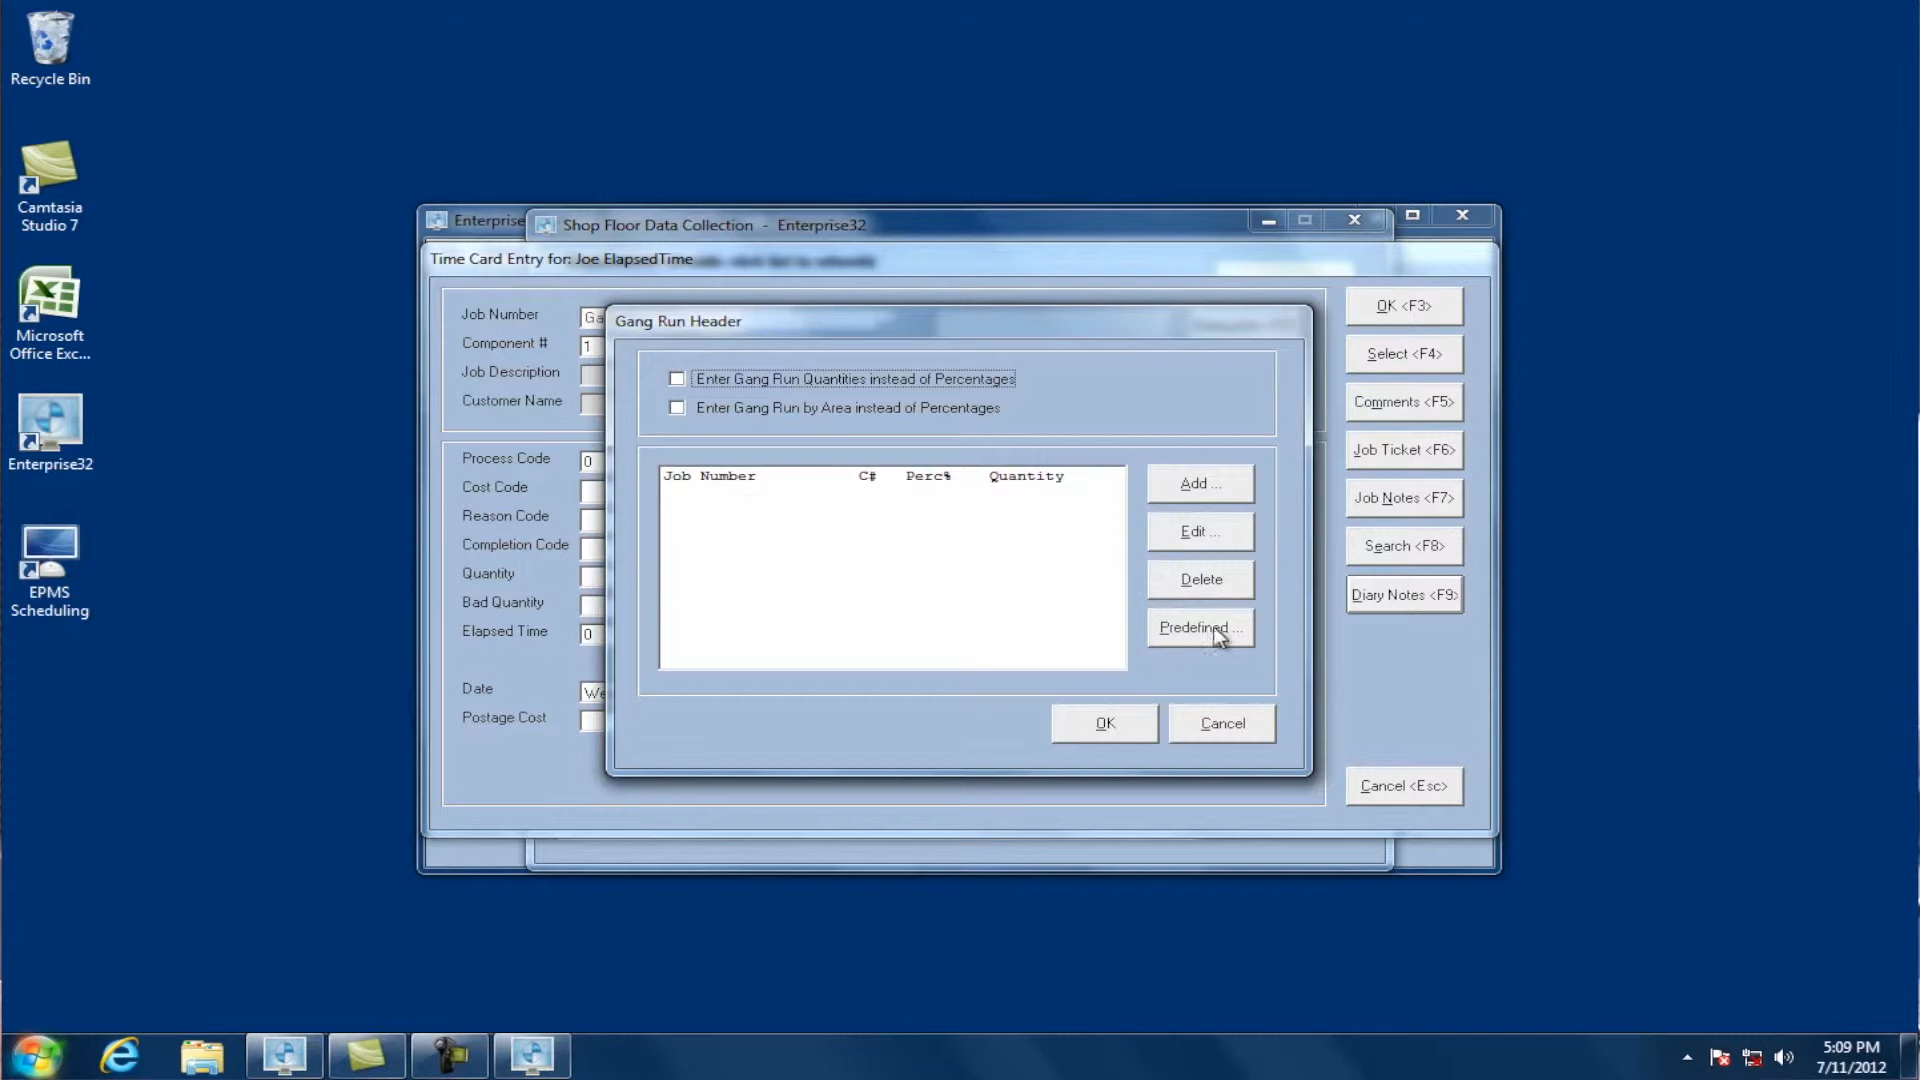 Recycle Bin
Camtasia
Studio 7
Microsoft
Office Exc...
Enterprise32
EPMS
Scheduling
Enterprise
Shop Floor Data Collection - Enterprise32
Time Card Entry for: Joe ElapsedTime
Job Number
Ga
Component #
1
Job Description
Customer Name
Process Code
0
Cost Code
Reason Code
Completion Code
Quantity
Bad Quantity
Elapsed Time
0
Date
We
Postage Cost
Gang Run Header
Enter Gang Run Quantities instead of Percentages
Enter Gang Run by Area instead of Percentages
Job Number C# Perc% Quantity
Add ...
Edit ...
Delete
Predefined ...
OK
Cancel
OK <F3>
Select <F4>
Comments <F5>
Job Ticket <F6>
Job Notes <F7>
Search <F8>
Diary Notes <F9>
Cancel <Esc>
5:09 PM
7/11/2012